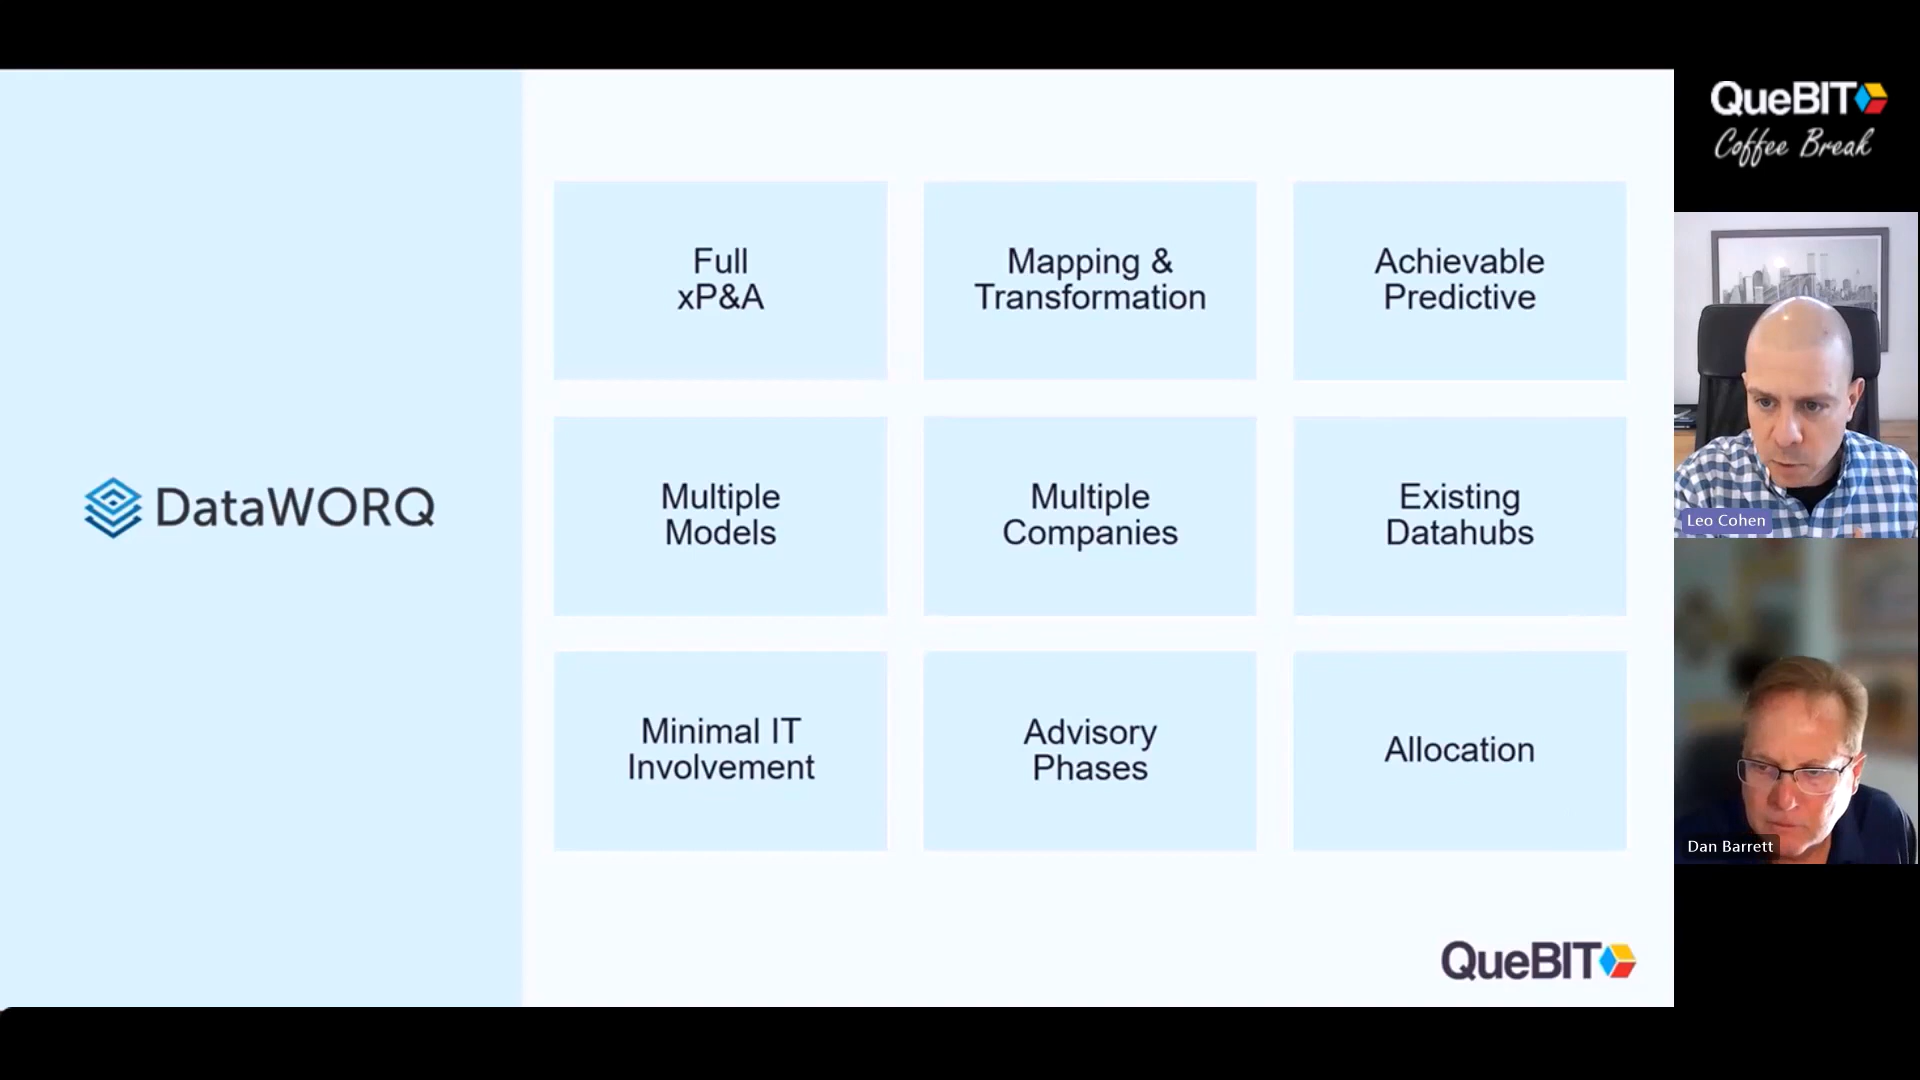 DataWORQ
Full
xP&A
Mapping &
Transformation
Achievable
Predictive
Multiple
Models
Multiple
Companies
Existing
Datahubs
Minimal IT
Involvement
Advisory
Phases
Allocation
QueBIT
QueBIT
Coffee Break
Leo Cohen
Dan Barrett